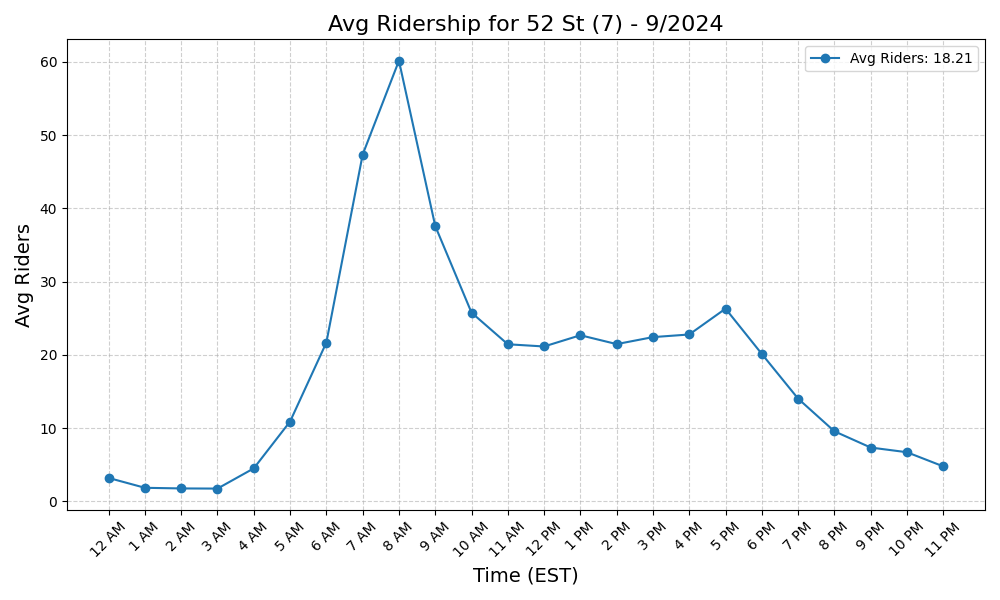 Avg Ridership for 52 St (7) - 9/2024
Avg Riders: 18.21
Avg Riders
60
50
40
30
20
10
0
12 AM
1 AM
2 AM
3 AM
4 AM
5 AM
6 AM
7 AM
8 AM
9 AM
10 AM
11 AM
12 PM
1 PM
2 PM
3 PM
4 PM
5 PM
6 PM
7 PM
8 PM
9 PM
10 PM
11 PM
Time (EST)